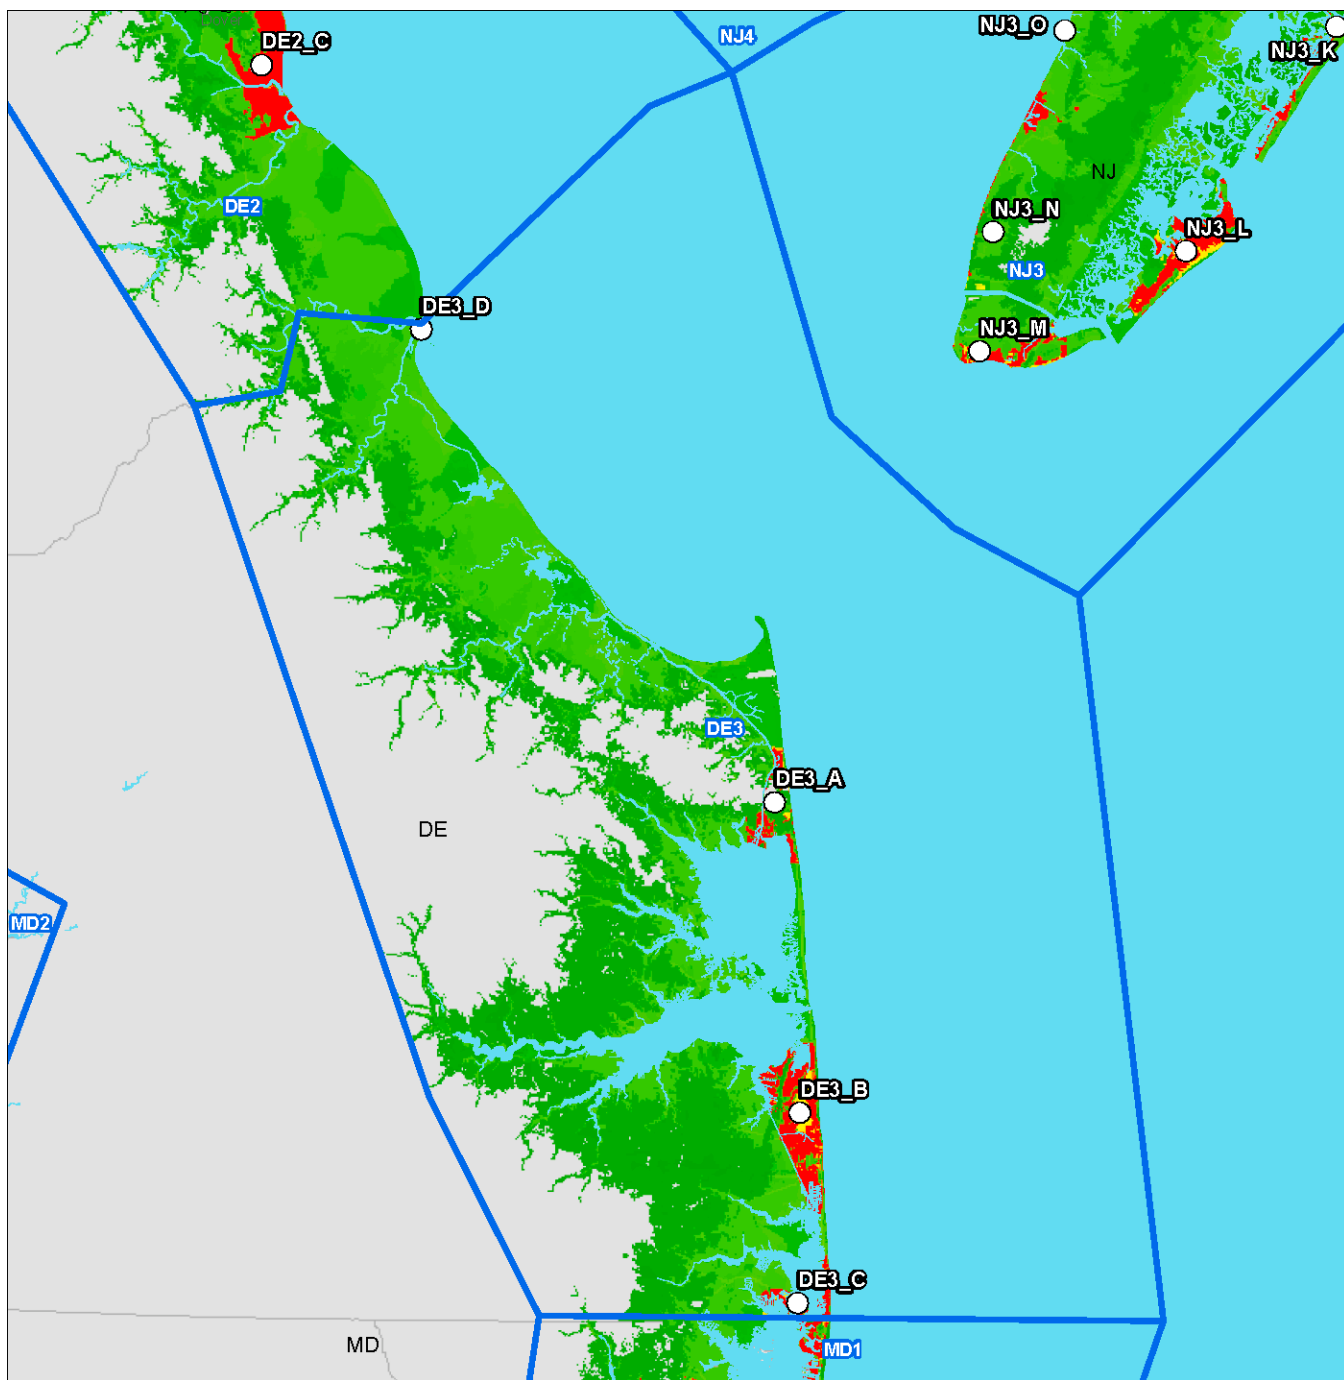 DE2_C
NJ4
NJ3_O
NJ3_K
NJ
DE2
NJ3_N
NJ3_L
NJ3
DE3_D
NJ3_M
DE3
DE3_A
DE
MD2
DE3_B
DE3_C
MD
MD1